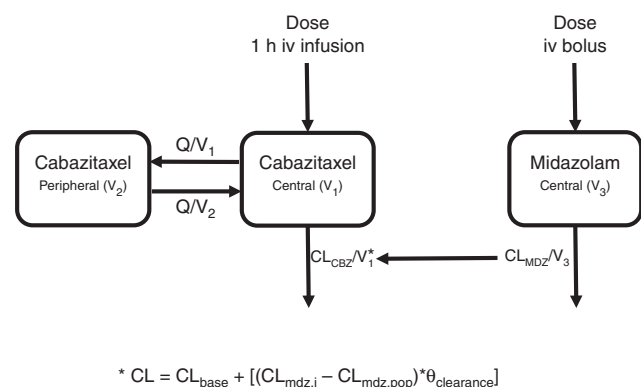 Dose
1 h iv infusion
Dose
iv bolus
Cabazitaxel
Peripheral (V2)
Q/V1
Q/V2
Cabazitaxel
Central (V1)
Midazolam
Central (V3)
CLCBZ/V1*
CLMDZ/V3
* CL = CLbase + [(CLmdz,i – CLmdz,pop)*θclearance]